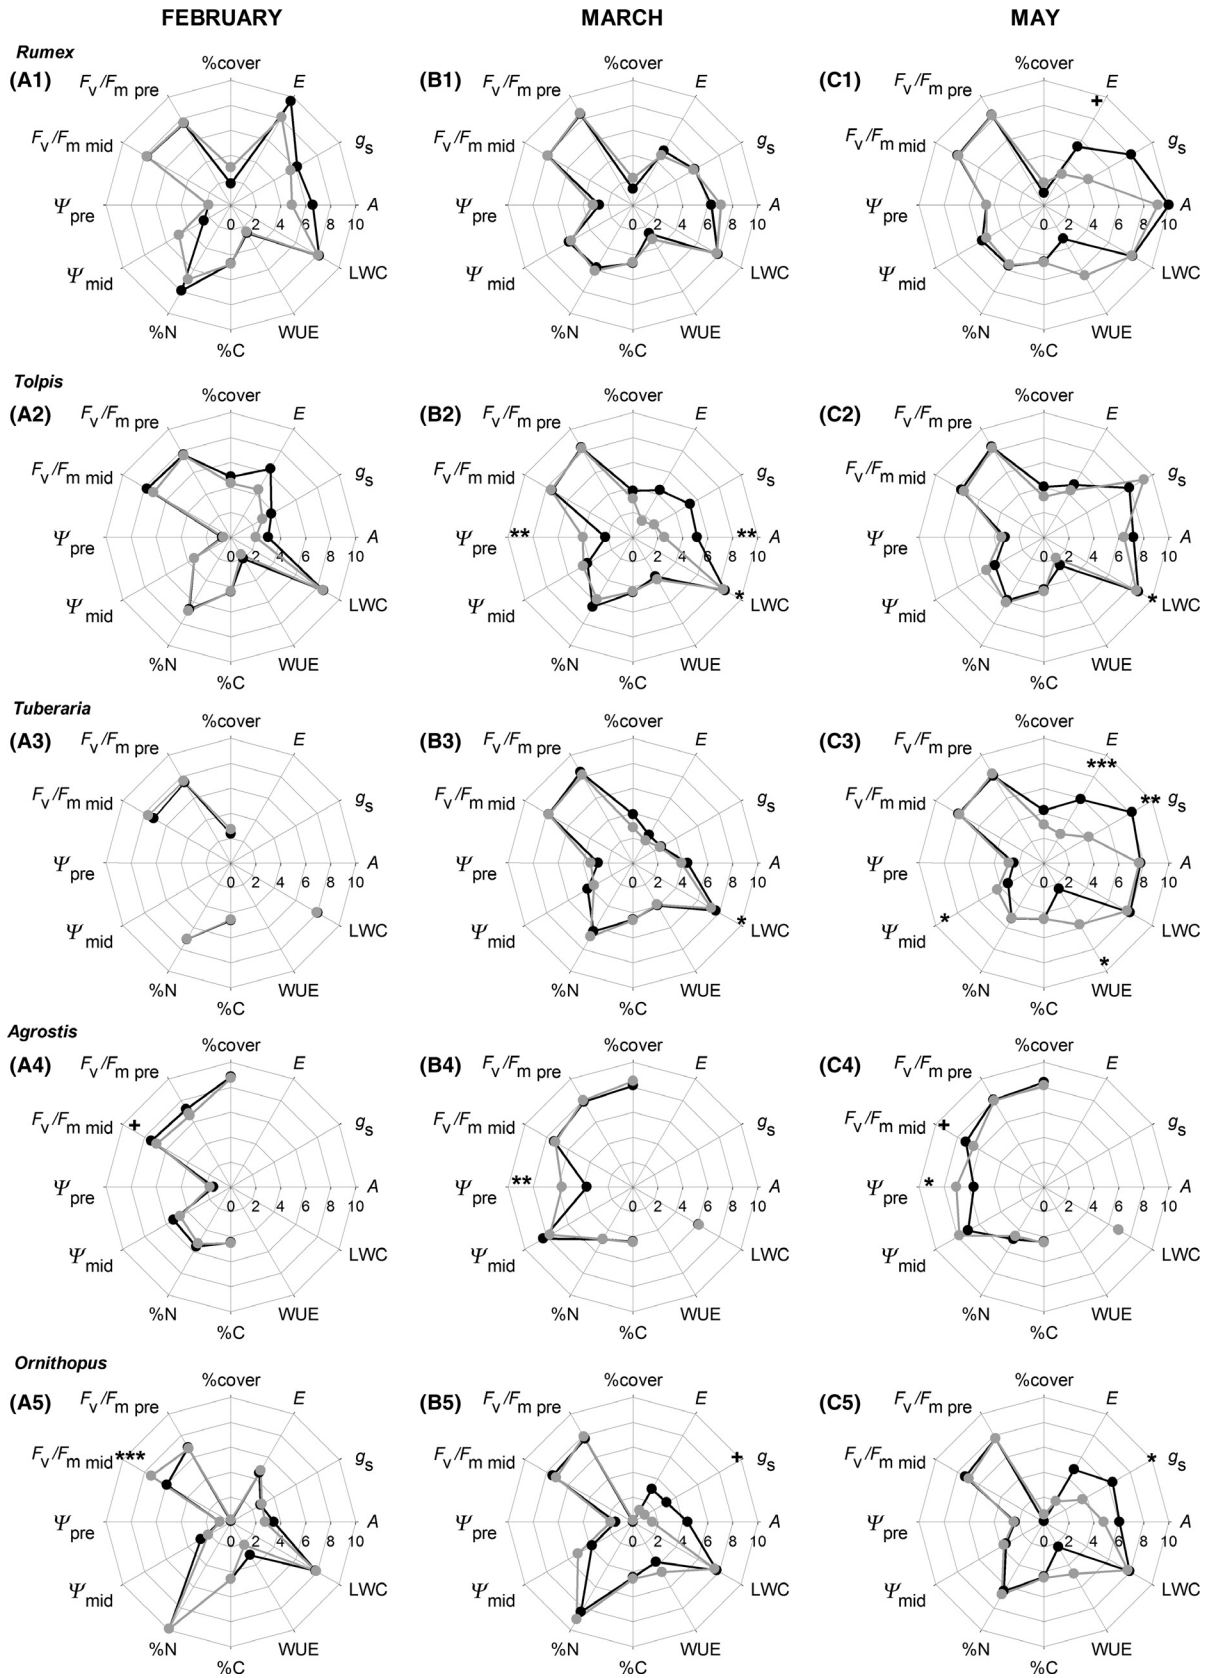 FEBRUARY MARCH MAY
Rumex
(A1) %cover E gs A LWC WUE %C %N Ψmid Ψpre Fv/Fm mid Fv/Fm pre 0 2 4 6 8 10
(B1) %cover E gs A LWC WUE %C %N Ψmid Ψpre Fv/Fm mid Fv/Fm pre 0 2 4 6 8 10
(C1) %cover E + gs A LWC WUE %C %N Ψmid Ψpre Fv/Fm mid Fv/Fm pre 0 2 4 6 8 10
Tolpis
(A2) %cover E gs A LWC WUE %C %N Ψmid Ψpre Fv/Fm mid Fv/Fm pre 0 2 4 6 8 10
(B2) %cover E gs A ** LWC * WUE %C %N Ψmid Ψpre ** Fv/Fm mid Fv/Fm pre 0 2 4 6 8 10
(C2) %cover E gs A LWC * WUE %C %N Ψmid Ψpre Fv/Fm mid Fv/Fm pre 0 2 4 6 8 10
Tuberaria
(A3) %cover E gs A LWC WUE %C %N Ψmid Ψpre Fv/Fm mid Fv/Fm pre 0 2 4 6 8 10
(B3) %cover E gs A LWC * WUE %C %N Ψmid Ψpre Fv/Fm mid Fv/Fm pre 0 2 4 6 8 10
(C3) %cover E *** gs ** A LWC WUE * %C %N Ψmid * Ψpre Fv/Fm mid Fv/Fm pre 0 2 4 6 8 10
Agrostis
(A4) %cover E gs A LWC WUE %C %N Ψmid Ψpre Fv/Fm mid + Fv/Fm pre 0 2 4 6 8 10
(B4) %cover E gs A LWC WUE %C %N Ψmid Ψpre ** Fv/Fm mid Fv/Fm pre 0 2 4 6 8 10
(C4) %cover E gs A LWC WUE %C %N Ψmid Ψpre * Fv/Fm mid + Fv/Fm pre 0 2 4 6 8 10
Ornithopus
(A5) %cover E gs A LWC WUE %C %N Ψmid Ψpre Fv/Fm mid *** Fv/Fm pre 0 2 4 6 8 10
(B5) %cover E gs + A LWC WUE %C %N Ψmid Ψpre Fv/Fm mid Fv/Fm pre 0 2 4 6 8 10
(C5) %cover E gs * A LWC WUE %C %N Ψmid Ψpre Fv/Fm mid Fv/Fm pre 0 2 4 6 8 10